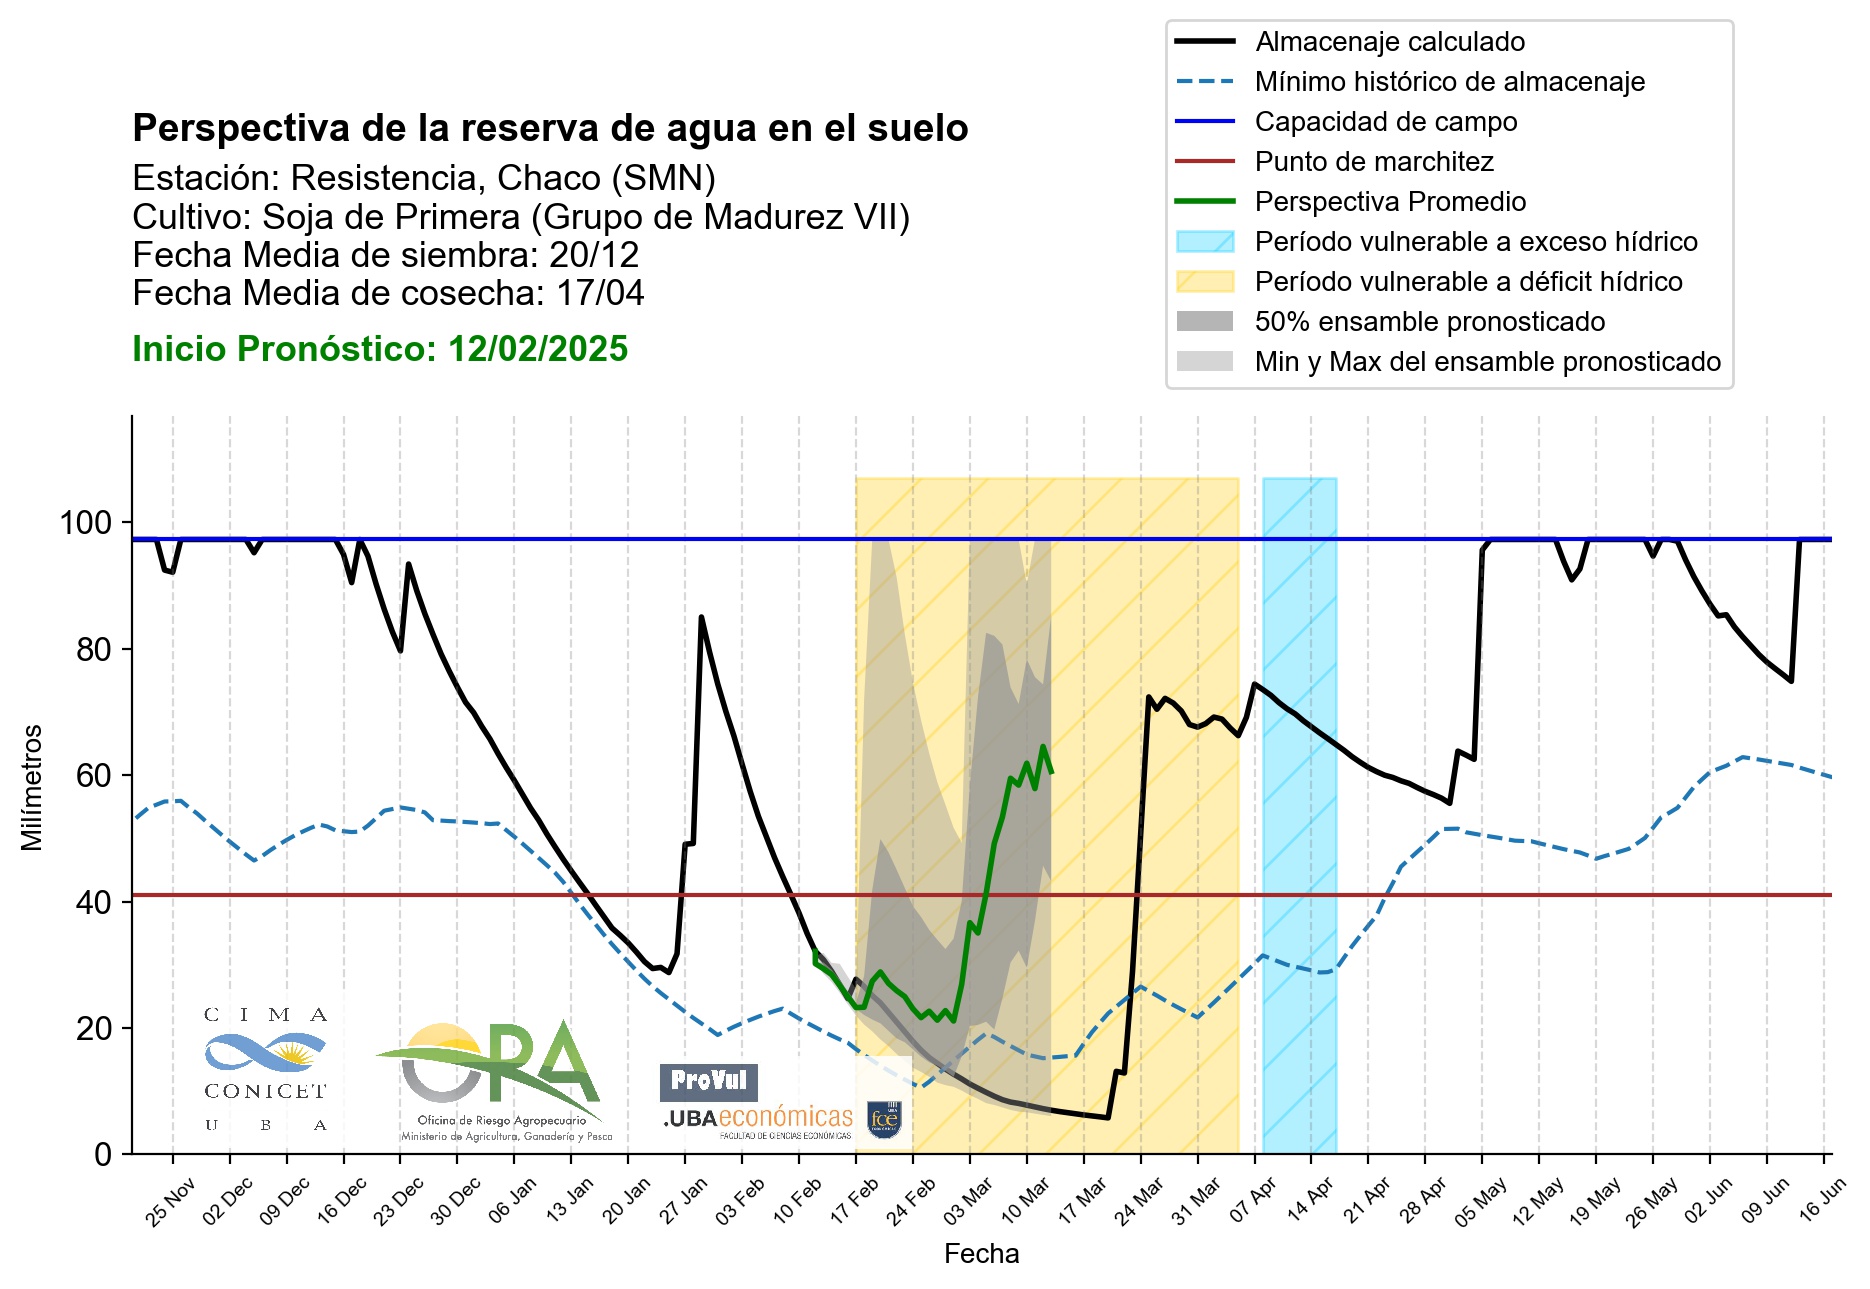 Almacenaje calculado
Mínimo histórico de almacenaje
Capacidad de campo
Punto de marchitez
Perspectiva Promedio
Período vulnerable a exceso hídrico
Período vulnerable a déficit hídrico
50% ensamble pronosticado
Min y Max del ensamble pronosticado
Perspectiva de la reserva de agua en el suelo
Estación: Resistencia, Chaco (SMN)
Cultivo: Soja de Primera (Grupo de Madurez VII)
Fecha Media de siembra: 20/12
Fecha Media de cosecha: 17/04
Inicio Pronóstico: 12/02/2025
Milímetros
100
80
60
40
20
0
CIMA
CONICET
UBA
ORA
Oficina de Riesgo Agropecuario
Ministerio de Agricultura, Ganadería y Pesca
ProVul
.UBAeconómicas
FACULTAD DE CIENCIAS ECONÓMICAS
UBA
fce
ECONÓMICAS
25 Nov
02 Dec
09 Dec
16 Dec
23 Dec
30 Dec
06 Jan
13 Jan
20 Jan
27 Jan
03 Feb
10 Feb
17 Feb
24 Feb
03 Mar
10 Mar
17 Mar
24 Mar
31 Mar
07 Apr
14 Apr
21 Apr
28 Apr
05 May
12 May
19 May
26 May
02 Jun
09 Jun
16 Jun
Fecha